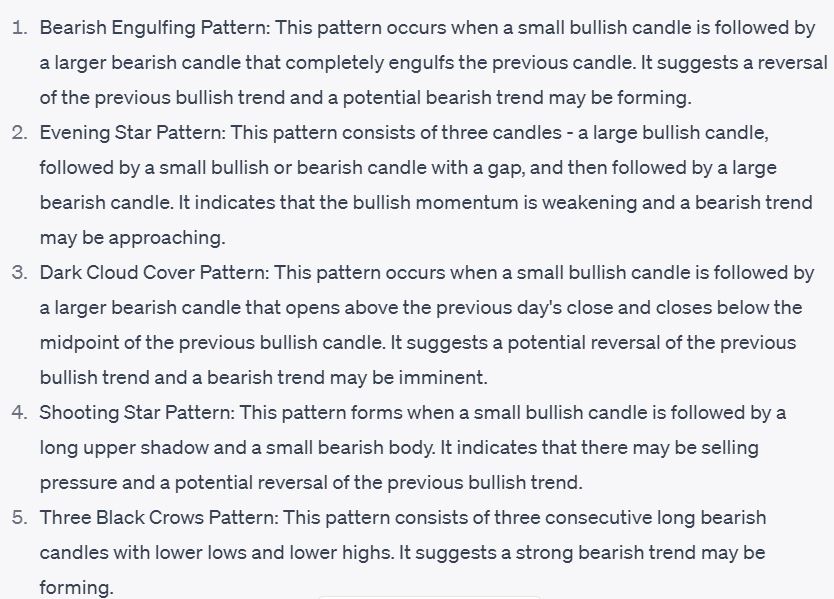 1. Bearish Engulfing Pattern: This pattern occurs when a small bullish candle is followed by
a larger bearish candle that completely engulfs the previous candle. It suggests a reversal
of the previous bullish trend and a potential bearish trend may be forming.
2. Evening Star Pattern: This pattern consists of three candles - a large bullish candle,
followed by a small bullish or bearish candle with a gap, and then followed by a large
bearish candle. It indicates that the bullish momentum is weakening and a bearish trend
may be approaching.
3. Dark Cloud Cover Pattern: This pattern occurs when a small bullish candle is followed by
a larger bearish candle that opens above the previous day's close and closes below the
midpoint of the previous bullish candle. It suggests a potential reversal of the previous
bullish trend and a bearish trend may be imminent.
4. Shooting Star Pattern: This pattern forms when a small bullish candle is followed by a
long upper shadow and a small bearish body. It indicates that there may be selling
pressure and a potential reversal of the previous bullish trend.
5. Three Black Crows Pattern: This pattern consists of three consecutive long bearish
candles with lower lows and lower highs. It suggests a strong bearish trend may be
forming.